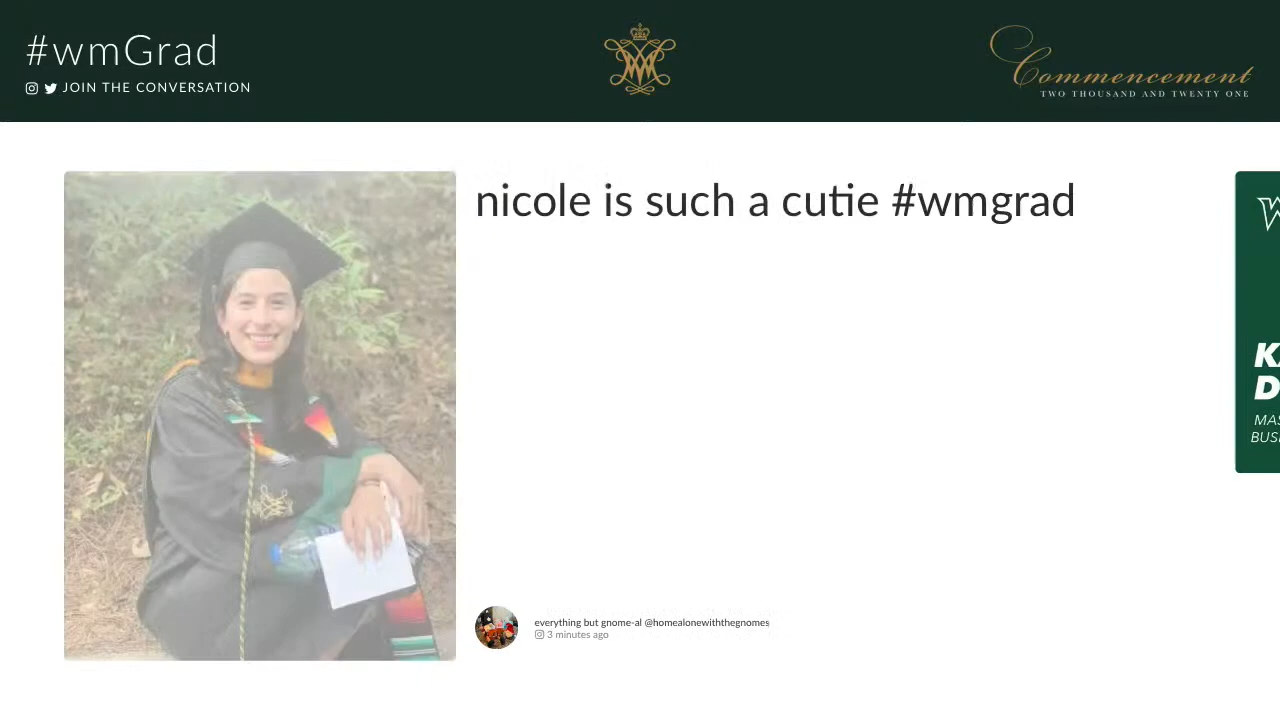 #wmGrad
JOIN THE CONVERSATION
Commencement
TWO THOUSAND AND TWENTY ONE
nicole is such a cutie #wmgrad
everything but gnome-al @homealonewiththegnomes
3 minutes ago